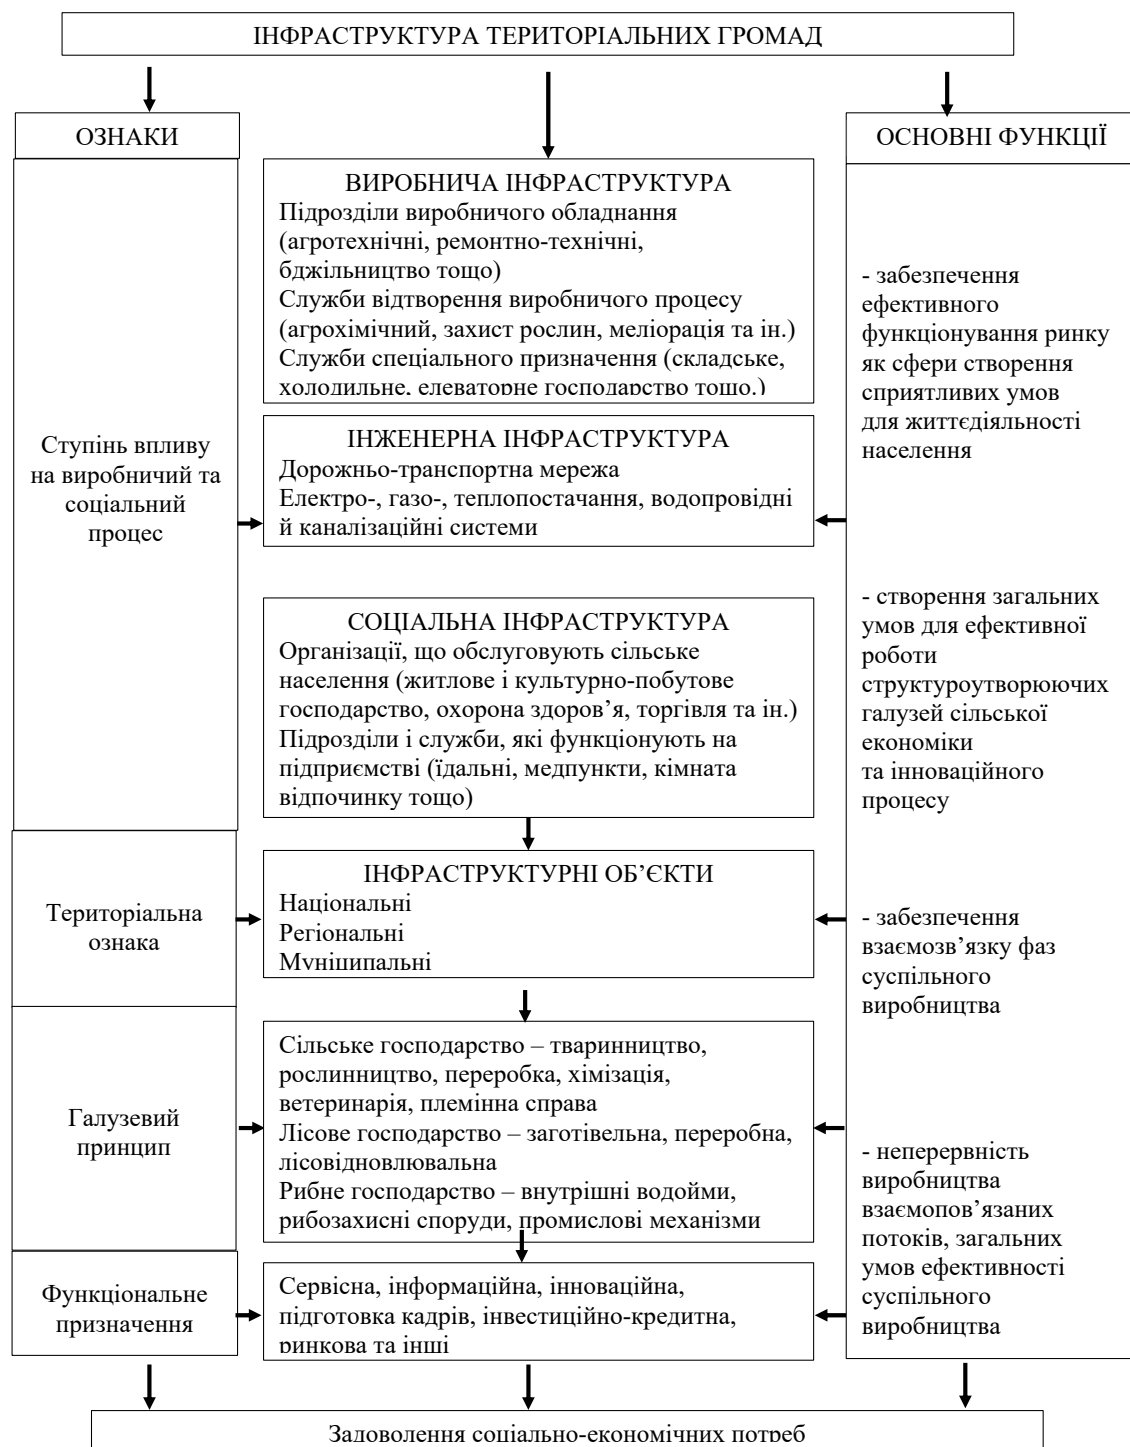 ІНФРАСТРУКТУРА ТЕРИТОРІАЛЬНИХ ГРОМАД
ОЗНАКИ
ОСНОВНІ ФУНКЦІЇ
Ступінь впливу
на виробничий та
соціальний
процес
ВИРОБНИЧА ІНФРАСТРУКТУРА
Підрозділи виробничого обладнання
(агротехнічні, ремонтно-технічні,
бджільництво тощо)
Служби відтворення виробничого процесу
(агрохімічний, захист рослин, меліорація та ін.)
Служби спеціального призначення (складське,
холодильне, елеваторне господарство тощо.)
ІНЖЕНЕРНА ІНФРАСТРУКТУРА
Дорожньо-транспортна мережа
Електро-, газо-, теплопостачання, водопровідні
й каналізаційні системи
СОЦІАЛЬНА ІНФРАСТРУКТУРА
Організації, що обслуговують сільське
населення (житлове і культурно-побутове
господарство, охорона здоров’я, торгівля та ін.)
Підрозділи і служби, які функціонують на
підприємстві (їдальні, медпункти, кімната
відпочинку тощо)
Територіальна
ознака
ІНФРАСТРУКТУРНІ ОБ’ЄКТИ
Національні
Регіональні
Муніципальні
Галузевий
принцип
Сільське господарство – тваринництво,
рослинництво, переробка, хімізація,
ветеринарія, племінна справа
Лісове господарство – заготівельна, переробна,
лісовідновлювальна
Рибне господарство – внутрішні водойми,
рибозахисні споруди, промислові механізми
Функціональне
призначення
Сервісна, інформаційна, інноваційна,
підготовка кадрів, інвестиційно-кредитна,
ринкова та інші
- забезпечення
ефективного
функціонування ринку
як сфери створення
сприятливих умов
для життєдіяльності
населення
- створення загальних
умов для ефективної
роботи
структуроутворюючих
галузей сільської
економіки
та інноваційного
процесу
- забезпечення
взаємозв’язку фаз
суспільного
виробництва
- неперервність
виробництва
взаємопов’язаних
потоків, загальних
умов ефективності
суспільного
виробництва
Задоволення соціально-економічних потреб